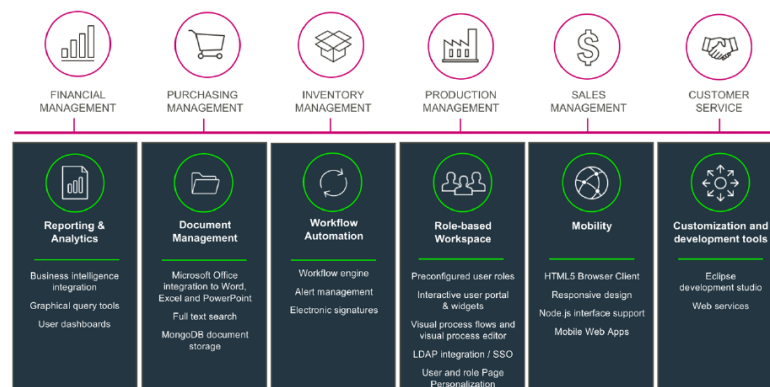 FINANCIAL
MANAGEMENT
PURCHASING
MANAGEMENT
INVENTORY
MANAGEMENT
PRODUCTION
MANAGEMENT
SALES
MANAGEMENT
CUSTOMER
SERVICE
Reporting &
Analytics
Business intelligence
integration
Graphical query tools
User dashboards
Document
Management
Microsoft Office
integration to Word,
Excel and PowerPoint
Full text search
MongoDB document
storage
Workflow
Automation
Workflow engine
Alert management
Electronic signatures
Role-based
Workspace
Preconfigured user roles
Interactive user portal
& widgets
Visual process flows and
visual process editor
LDAP integration / SSO
User and role Page
Personalization
Mobility
HTML5 Browser Client
Responsive design
Node.js interface support
Mobile Web Apps
Customization and
development tools
Eclipse
development studio
Web services